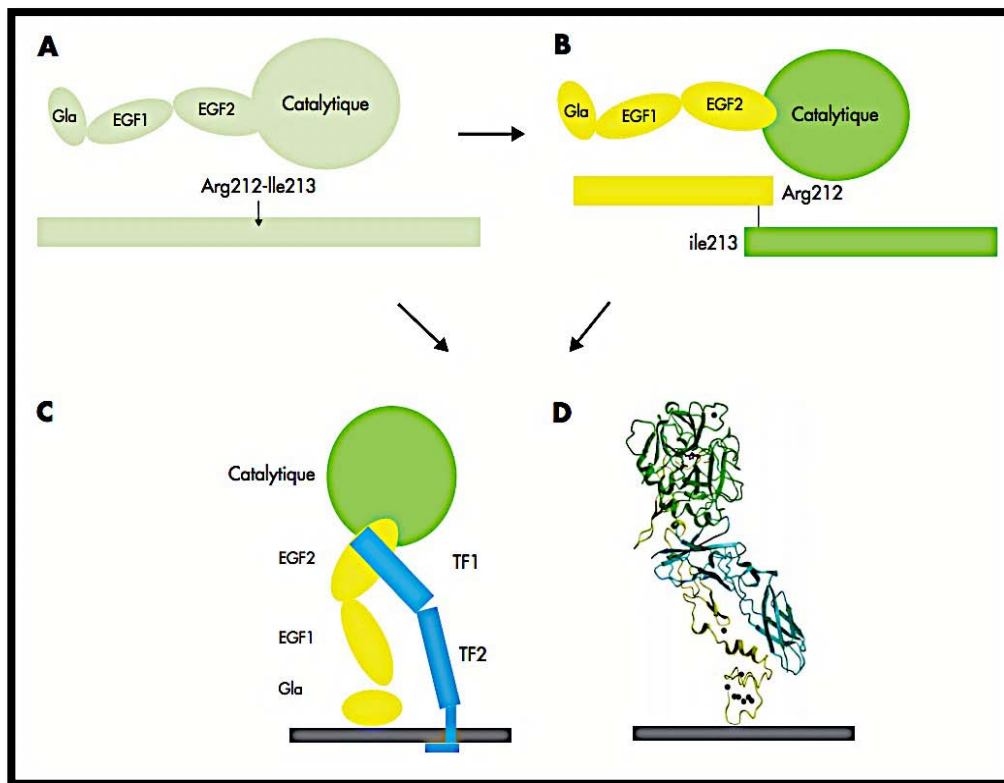 A
Gla
EGF1
EGF2
Catalytique
Arg212-Ile213
B
Gla
EGF1
EGF2
Catalytique
Arg212
ile213
C
Catalytique
EGF2
EGF1
Gla
TF1
TF2
D